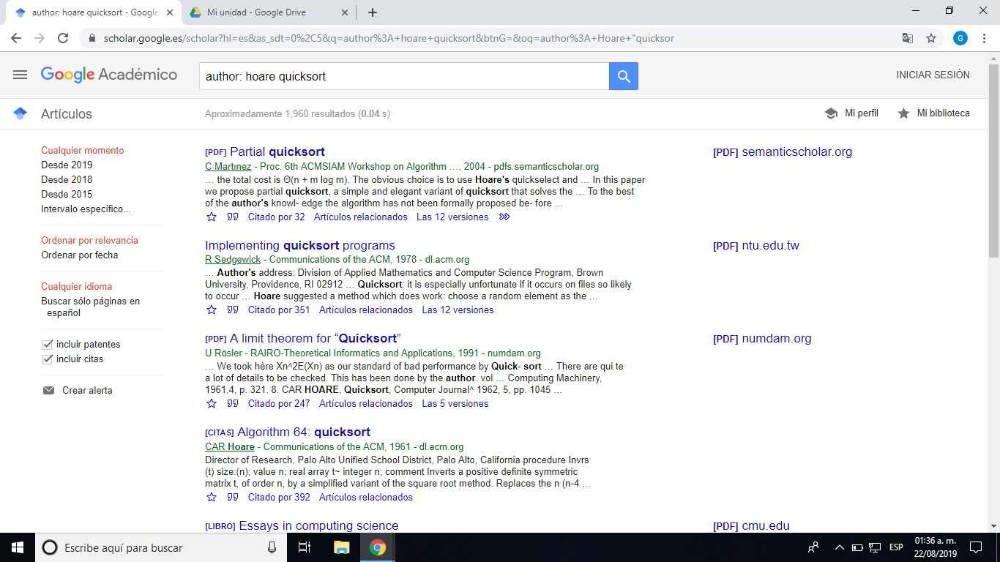 author: hoare quicksort - Google
Mi unidad - Google Drive
scholar.google.es/scholar?hl=es&as_sdt=0%2C5&q=author%3A+hoare+quicksort&btnG=&oq=author%3A+Hoare+"quicksor
G
Google Académico
author: hoare quicksort
INICIAR SESIÓN
Artículos
Aproximadamente 1,960 resultados (0.04 s)
Mi perfil
Mi biblioteca
Cualquier momento
Desde 2019
Desde 2018
Desde 2015
Intervalo específico...
Ordenar por relevancia
Ordenar por fecha
Cualquier idioma
Buscar sólo páginas en
español
incluir patentes
incluir citas
Crear alerta
[PDF] Partial quicksort
C Martınez - Proc. 6th ACMSIAM Workshop on Algorithm …, 2004 - pdfs.semanticscholar.org
… the total cost is Θ(n + m log m). The obvious choice is to use Hoare's quickselect and … In this paper
we propose partial quicksort, a simple and elegant variant of quicksort that solves the … To the best
of the author's knowl- edge the algorithm has not been formally proposed be- fore …
Citado por 32 Artículos relacionados Las 12 versiones
[PDF] semanticscholar.org
Implementing quicksort programs
R Sedgewick - Communications of the ACM, 1978 - dl.acm.org
… Author's address: Division of Applied Mathematics and Computer Science Program, Brown
University, Providence, RI 02912 … Quicksort: it is especially unfortunate if it occurs on files so likely
to occur … Hoare suggested a method which does work: choose a random element as the …
Citado por 351 Artículos relacionados Las 12 versiones
[PDF] ntu.edu.tw
[PDF] A limit theorem for “Quicksort”
U Rösler - RAIRO-Theoretical Informatics and Applications, 1991 - numdam.org
… We took hère Xn^2E(Xn) as our standard of bad performance by Quick- sort … There are qui te
a lot of details to be checked. This has been done by the author. vol … Computing Machinery,
1961,4, p. 321. 8. CAR HOARE, Quicksort, Computer Journal^ 1962, 5, pp. 1045 …
Citado por 247 Artículos relacionados Las 5 versiones
[PDF] numdam.org
[CITAS] Algorithm 64: quicksort
CAR Hoare - Communications of the ACM, 1961 - dl.acm.org
Director of Research, Palo Alto Unified School District, Palo Alto, California procedure Invrs
(t) size:(n); value n; real array t~ integer n; comment Inverts a positive definite symmetric
matrix t, of order n, by a simplified variant of the square root method. Replaces the n (n-4 …
Citado por 392 Artículos relacionados
[LIBRO] Essays in computing science
[PDF] cmu.edu
Escribe aquí para buscar
ESP
01:36 a. m.
22/08/2019